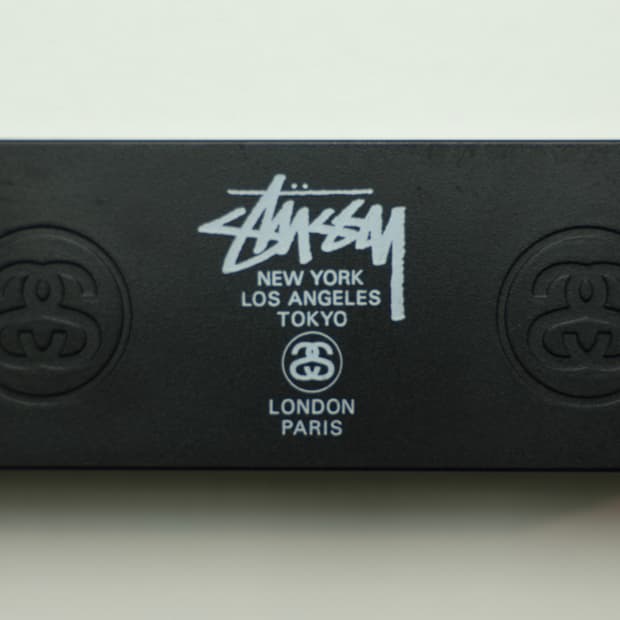 Stüssy
NEW YORK
LOS ANGELES
TOKYO
LONDON
PARIS